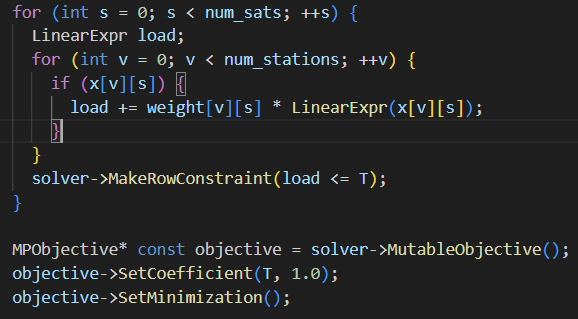 for (int s = 0; s < num_sats; ++s) {
  LinearExpr load;
  for (int v = 0; v < num_stations; ++v) {
    if (x[v][s]) {
      load += weight[v][s] * LinearExpr(x[v][s]);
    }
  }
  solver->MakeRowConstraint(load <= T);
}

MPObjective* const objective = solver->MutableObjective();
objective->SetCoefficient(T, 1.0);
objective->SetMinimization();